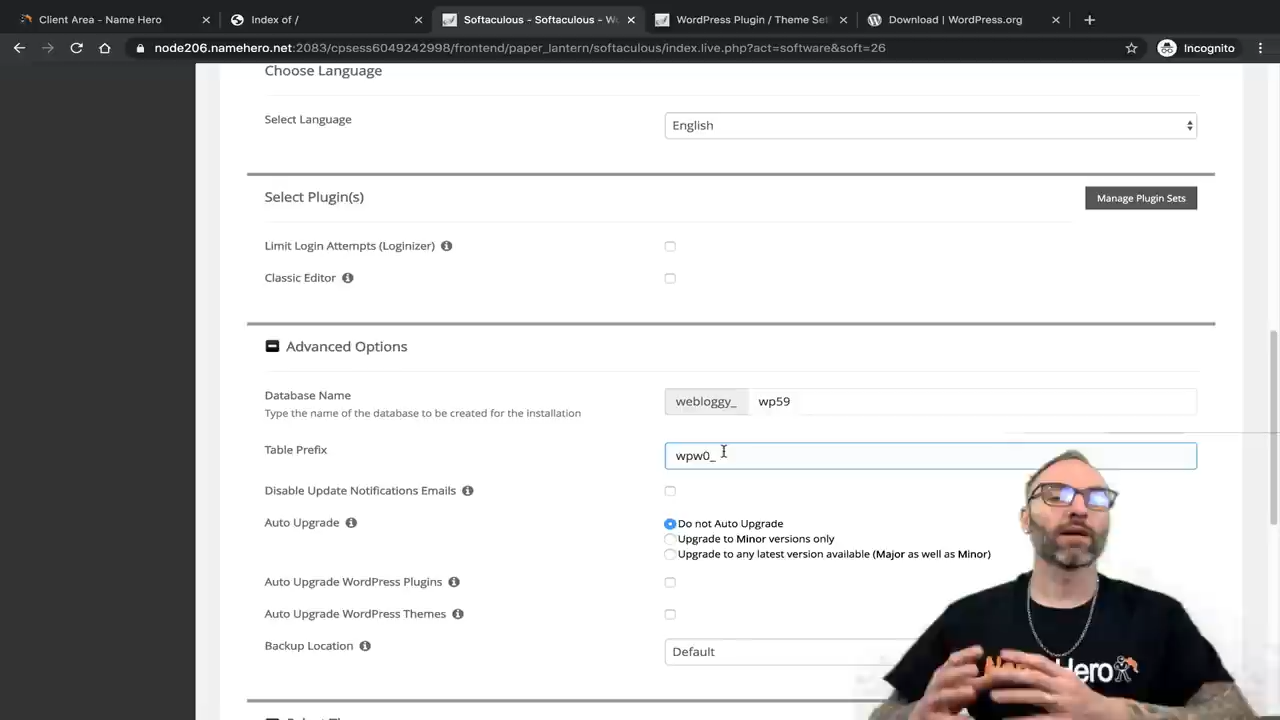 Client Area - Name Hero
Index of /
Softaculous - Softaculous - Wo
WordPress Plugin / Theme Set
Download | WordPress.org
node206.namehero.net:2083/cpsess6049242998/frontend/paper_lantern/softaculous/index.live.php?act=software&soft=26
Incognito
Choose Language
Select Language
English
Select Plugin(s)
Manage Plugin Sets
Limit Login Attempts (Loginizer)
Classic Editor
Advanced Options
Database Name
webloggy_ wp59
Type the name of the database to be created for the installation
Table Prefix
wpw0_
Disable Update Notifications Emails
Auto Upgrade
Do not Auto Upgrade
Upgrade to Minor versions only
Upgrade to any latest version available (Major as well as Minor)
Auto Upgrade WordPress Plugins
Auto Upgrade WordPress Themes
Backup Location
Default